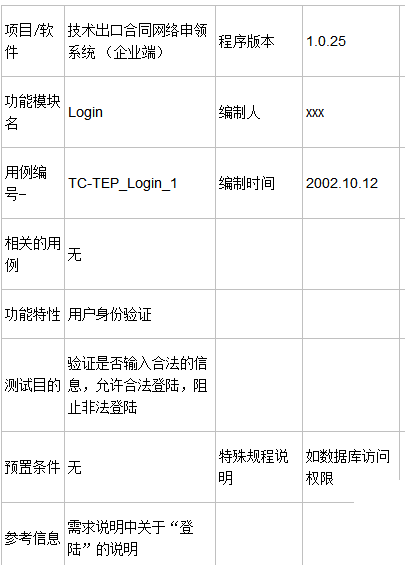 项目/软件 技术出口合同网络申领系统 （企业端） 程序版本 1.0.25
功能模块名 Login 编制人 xxx
用例编号– TC-TEP_Login_1 编制时间 2002.10.12
相关的用例 无
功能特性 用户身份验证
测试目的 验证是否输入合法的信息，允许合法登陆，阻止非法登陆
预置条件 无 特殊规程说明 如数据库访问权限
参考信息 需求说明中关于“登陆”的说明